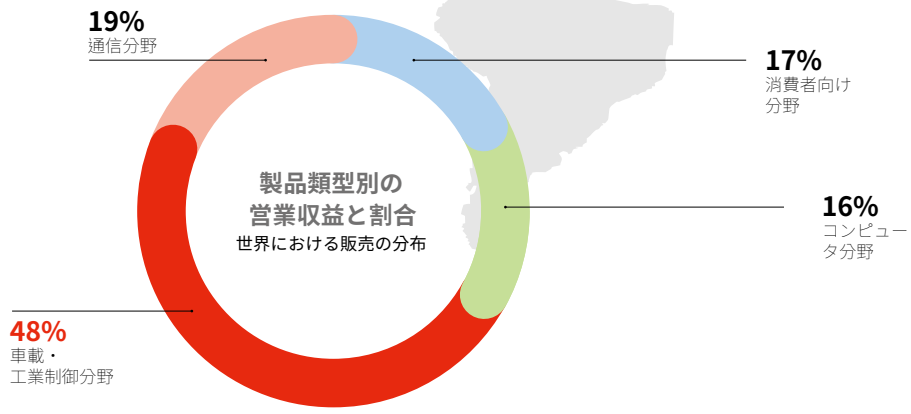 19%
通信分野
17%
消費者向け
分野
製品類型別の
営業収益と割合
世界における販売の分布
16%
コンピュー
タ分野
48%
車載・
工業制御分野